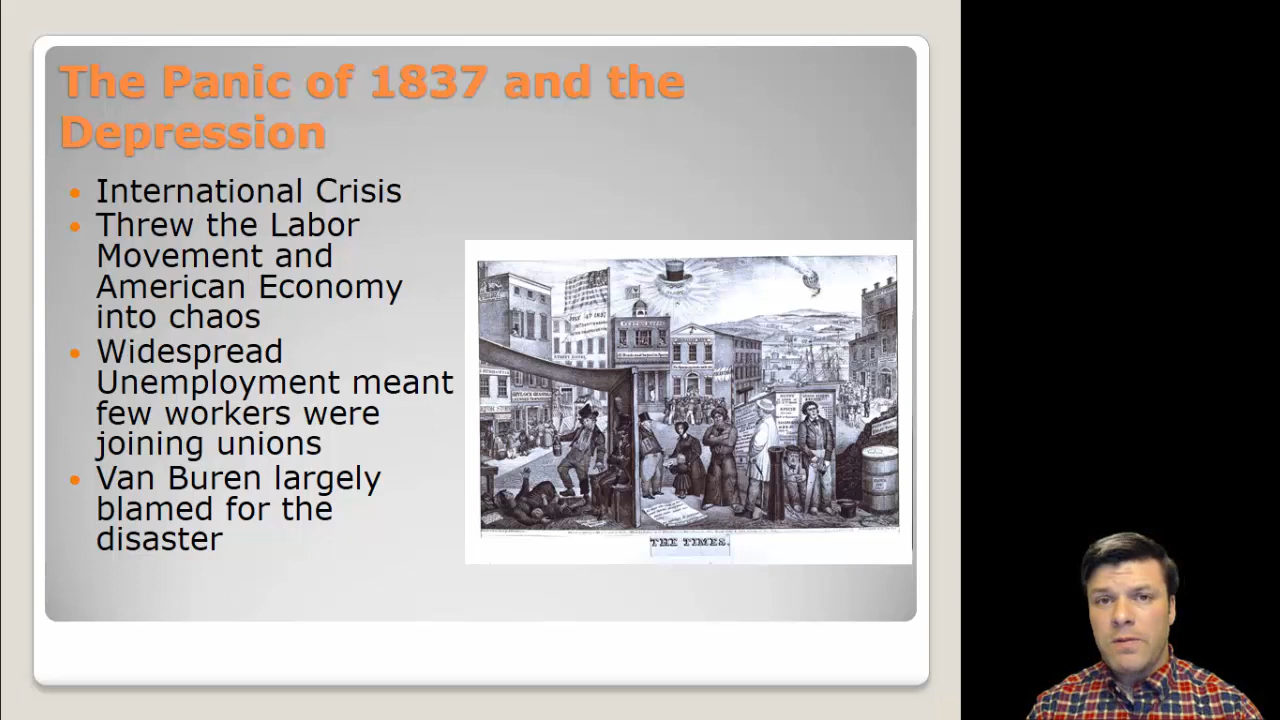 The Panic of 1837 and the
Depression
International Crisis
Threw the Labor
Movement and
American Economy
into chaos
Widespread
Unemployment meant
few workers were
joining unions
Van Buren largely
blamed for the
disaster
THE TIMES.